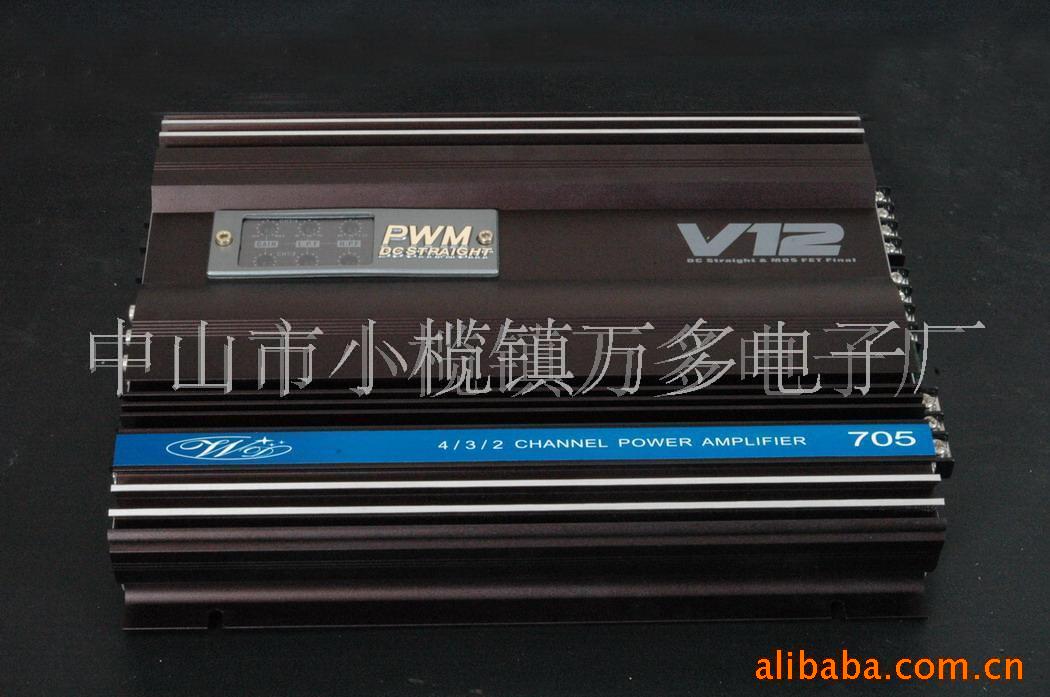 PWM
DC STRAIGHT
GAIN L.P.F H.P.F
V12
DC Straight & MOS FET Final
中山市小榄镇万多电子厂
WD 4/3/2 CHANNEL POWER AMPLIFIER 705
alibaba.com.cn